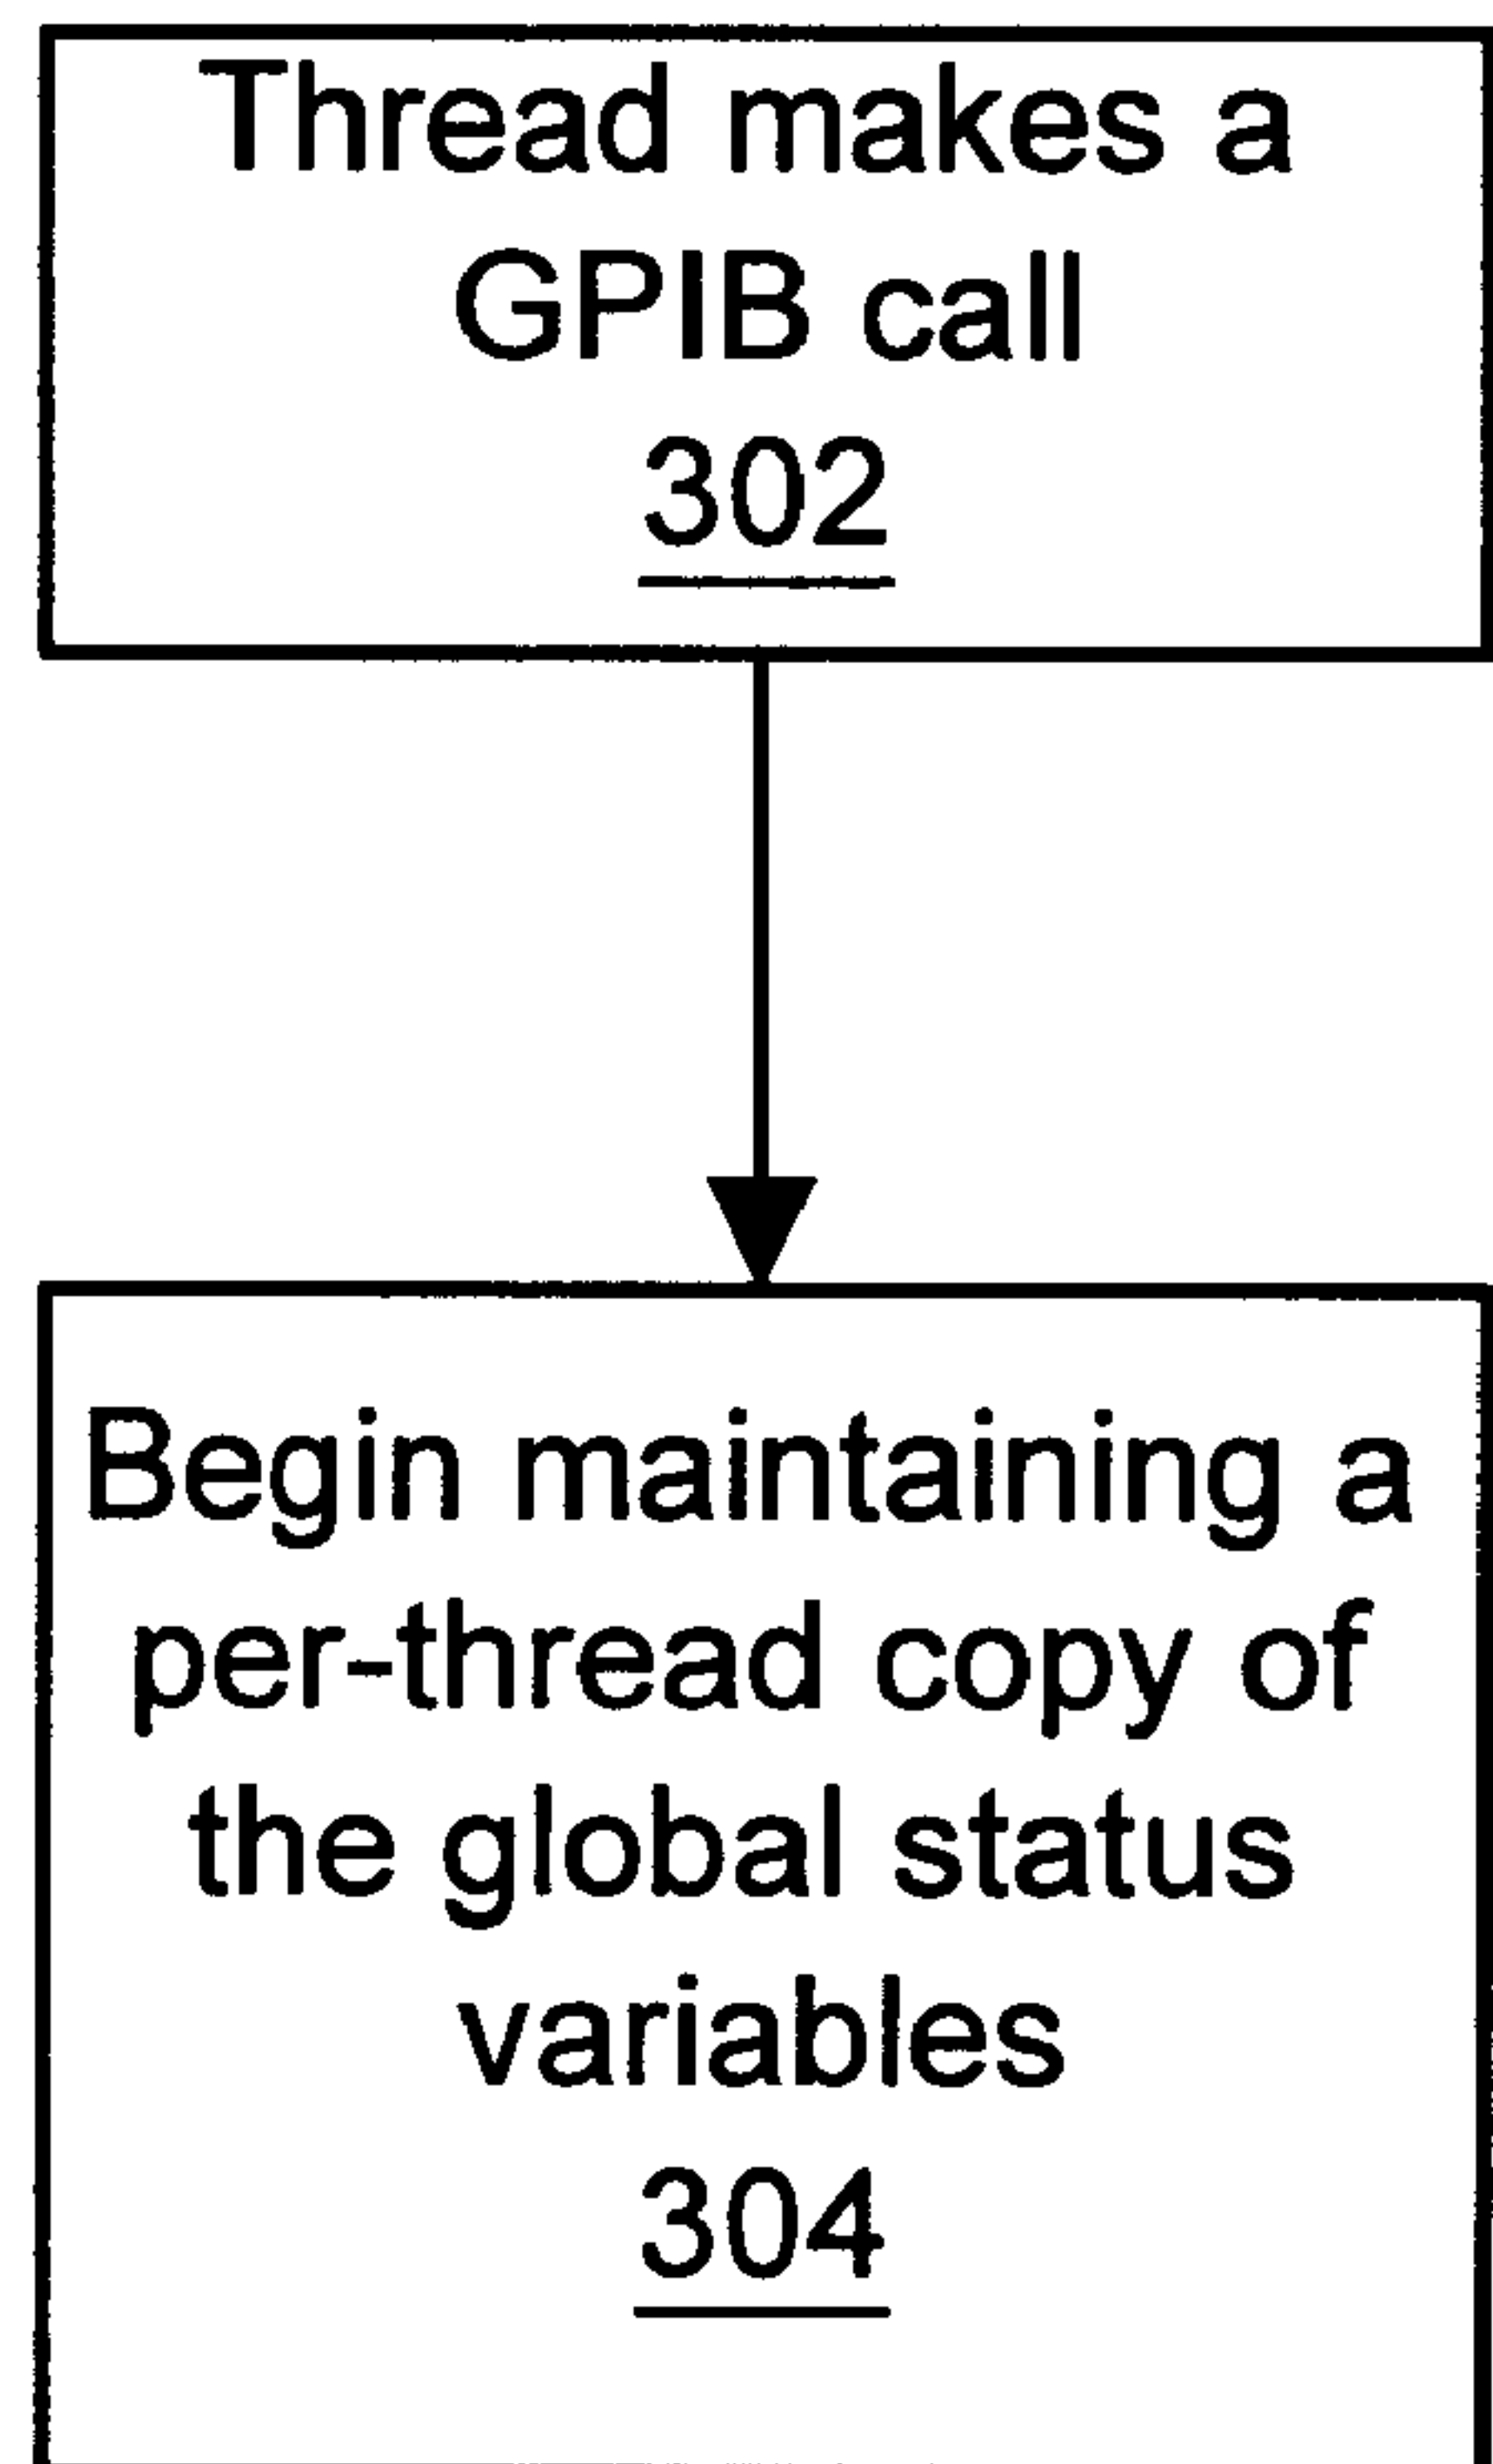 Thread makes a
GPIB call
302
Begin maintaining a
per-thread copy of
the global status
variables
304